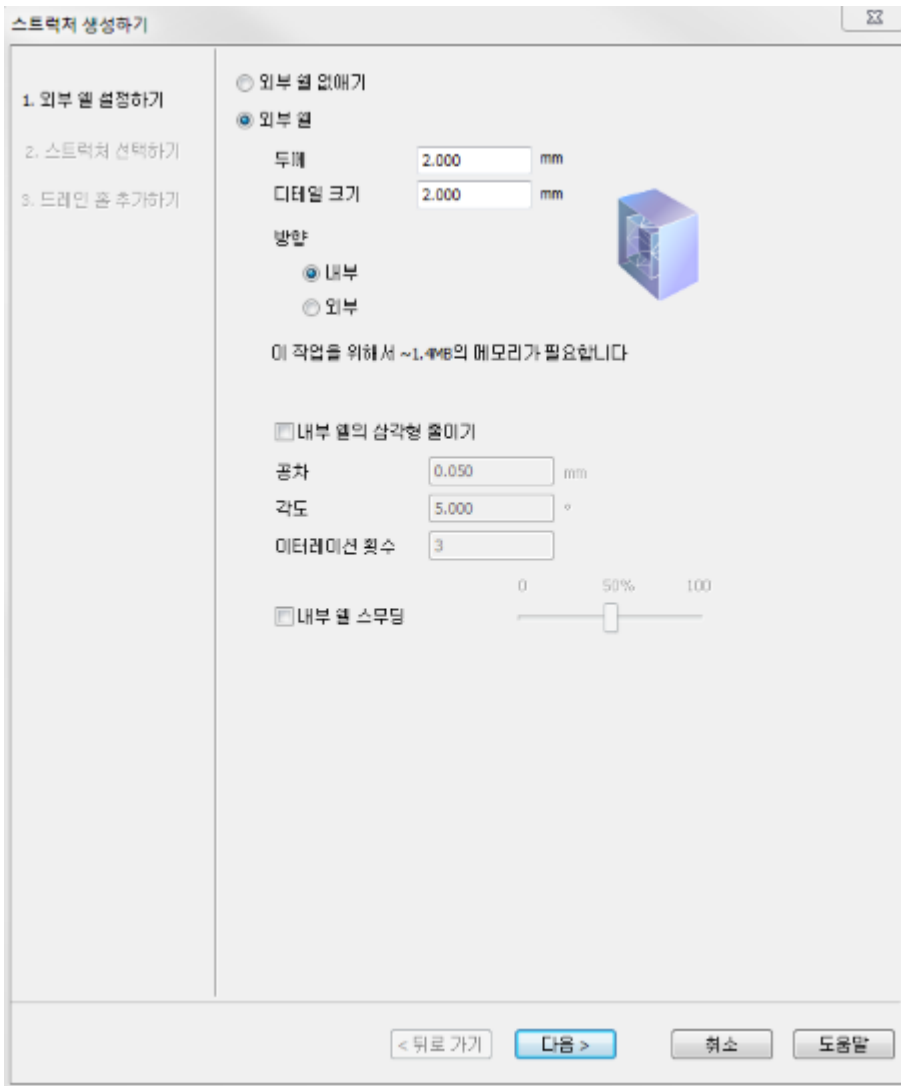 스트럭처 생성하기
1. 외부 쉘 설정하기
2. 스트럭처 선택하기
3. 드레인 홀 추가하기
외부 쉘 없애기
외부 쉘
두께 2.000 mm
디테일 크기 2.000 mm
방향
내부
외부
이 작업을 위해서 ~1.4MB의 메모리가 필요합니다
내부 쉘의 삼각형 줄이기
공차 0.050 mm
각도 5.000 °
이터레이션 횟수 3
0 50% 100
내부 쉘 스무딩
< 뒤로 가기 다음 > 취소 도움말